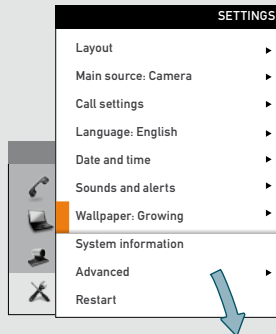 SETTINGS
Layout
Main source: Camera
Call settings
Language: English
Date and time
Sounds and alerts
Wallpaper: Growing
System information
Advanced
Restart